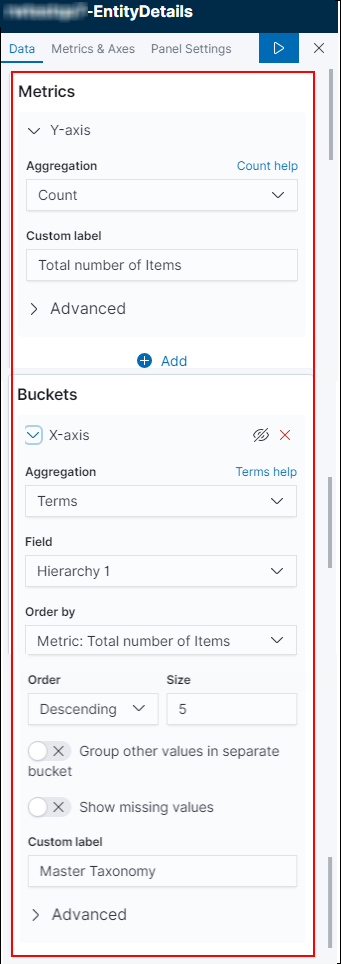 -EntityDetails
Data Metrics & Axes Panel Settings
Metrics
Y-axis
Aggregation Count help
Count
Custom label
Total number of Items
Advanced
Add
Buckets
X-axis
Aggregation Terms help
Terms
Field
Hierarchy 1
Order by
Metric: Total number of Items
Order Size
Descending 5
Group other values in separate
bucket
Show missing values
Custom label
Master Taxonomy
Advanced